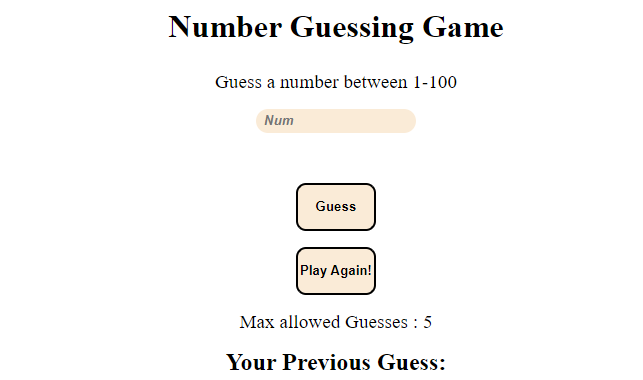 Number Guessing Game
Guess a number between 1-100
Num
Guess
Play Again!
Max allowed Guesses : 5
Your Previous Guess: